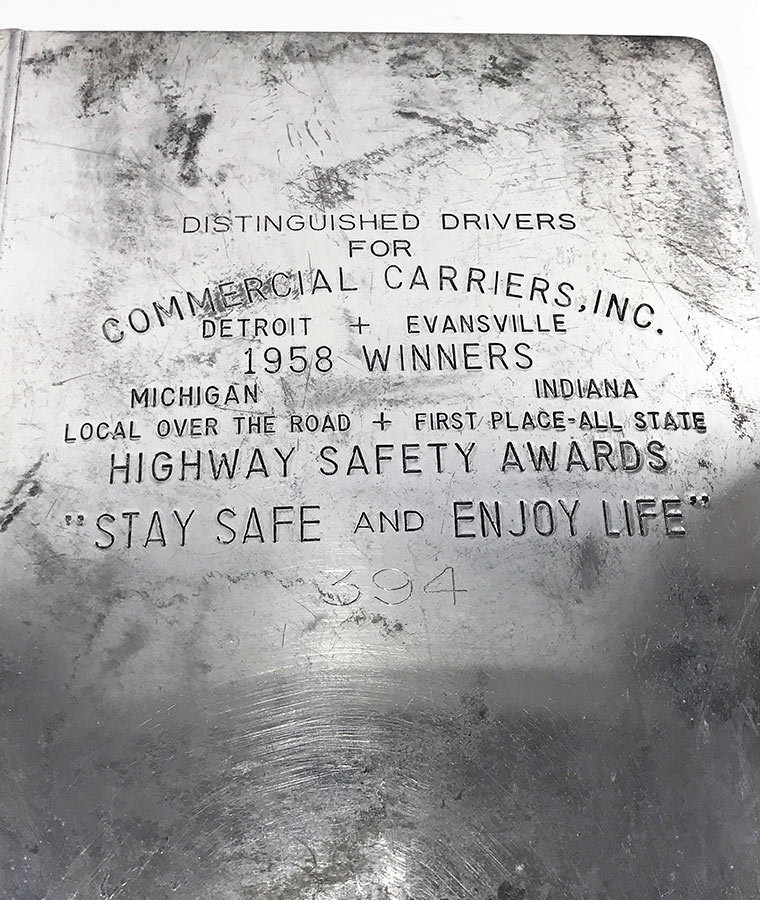 DISTINGUISHED DRIVERS
FOR
COMMERCIAL CARRIERS, INC.
DETROIT + EVANSVILLE
1958 WINNERS
MICHIGAN INDIANA
LOCAL OVER THE ROAD + FIRST PLACE-ALL STATE
HIGHWAY SAFETY AWARDS
"STAY SAFE AND ENJOY LIFE"
394